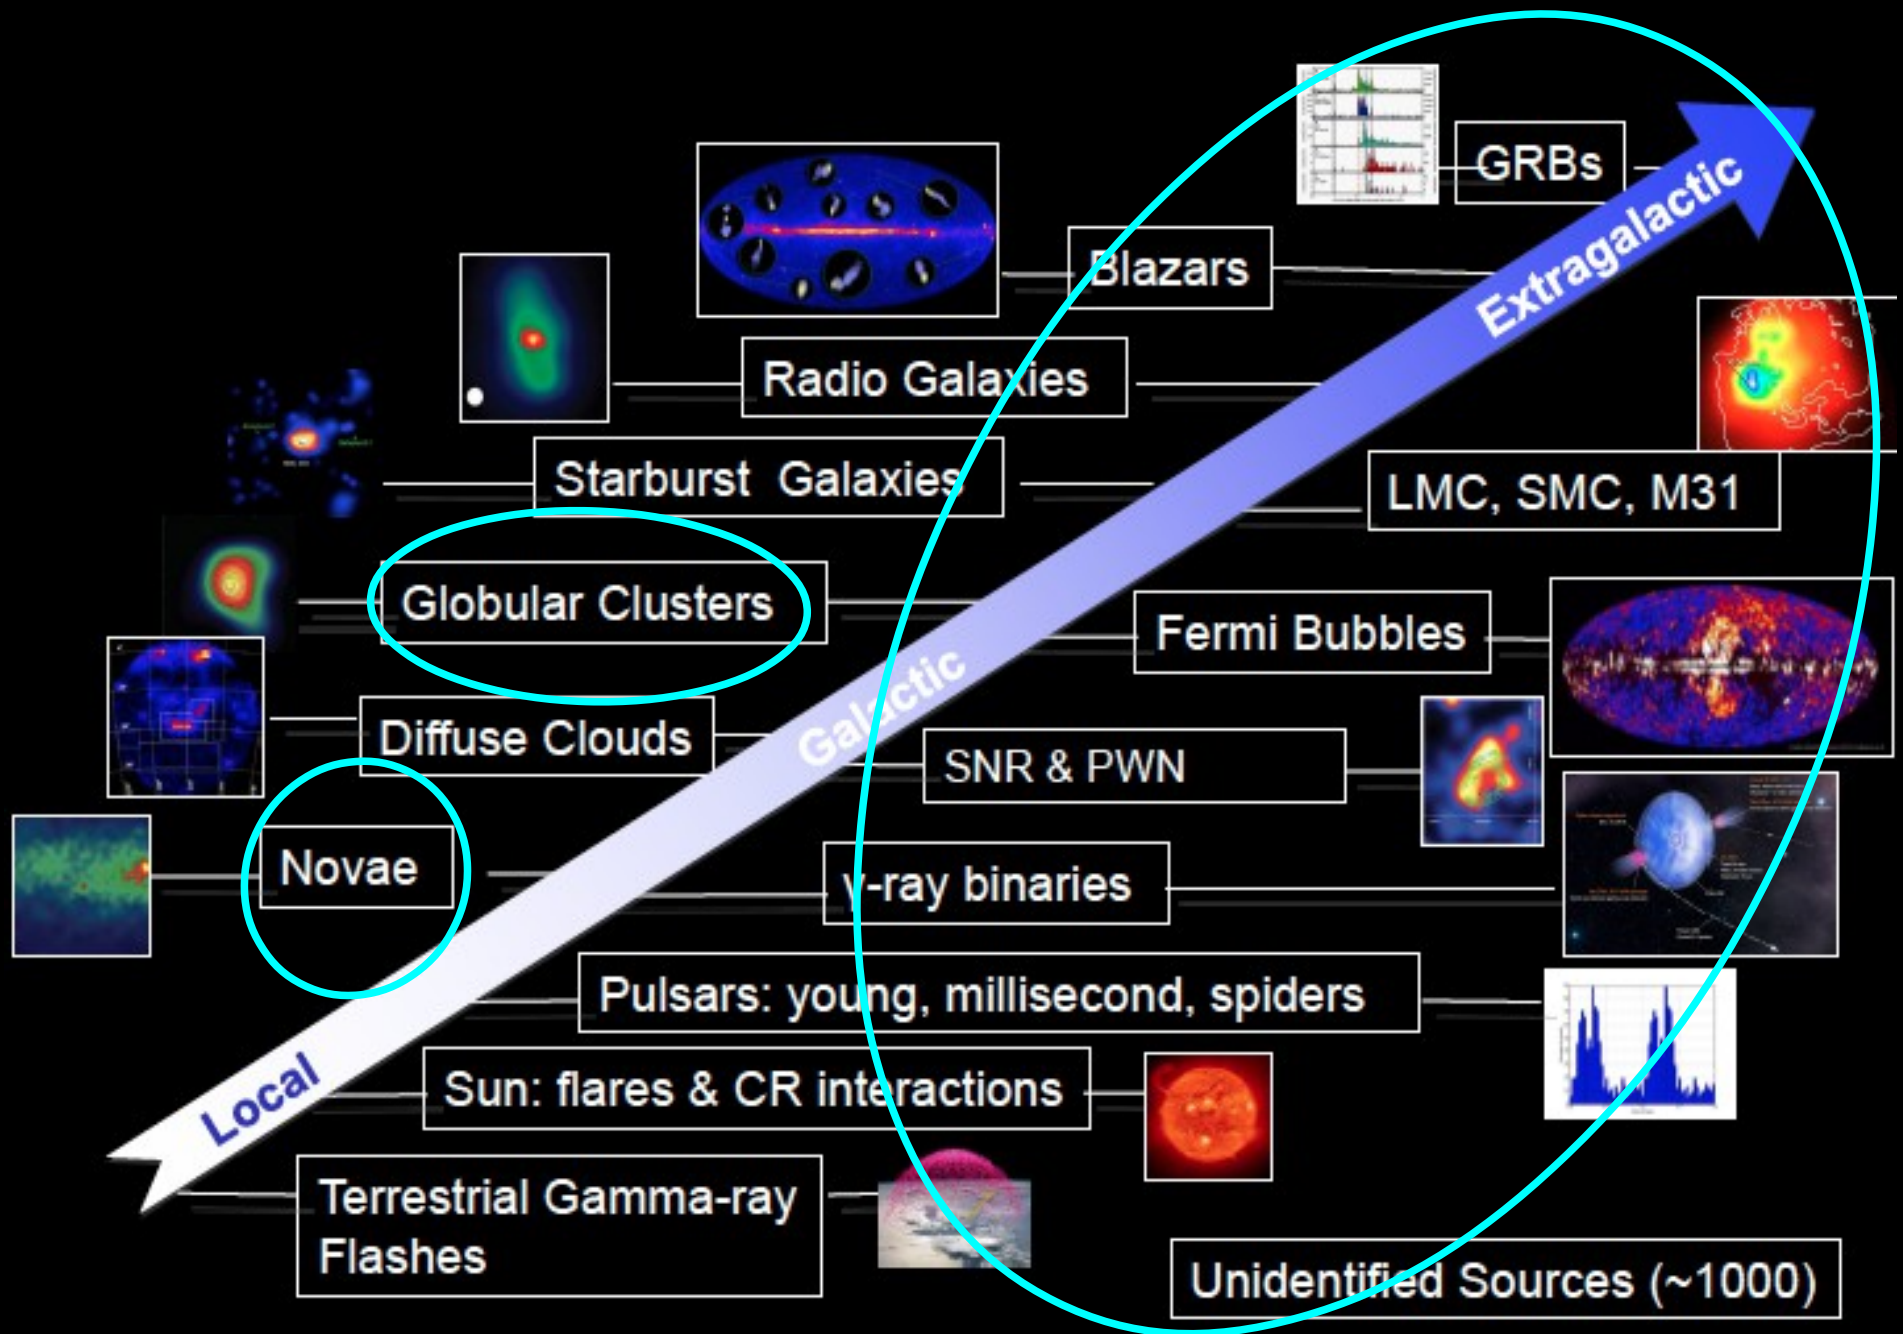 GRBs
Extragalactic
Blazars
Radio Galaxies
Starburst Galaxies
LMC, SMC, M31
Globular Clusters
Fermi Bubbles
Galactic
Diffuse Clouds
SNR & PWN
Novae
γ-ray binaries
Pulsars: young, millisecond, spiders
Local
Sun: flares & CR interactions
Terrestrial Gamma-ray
Flashes
Unidentified Sources (~1000)